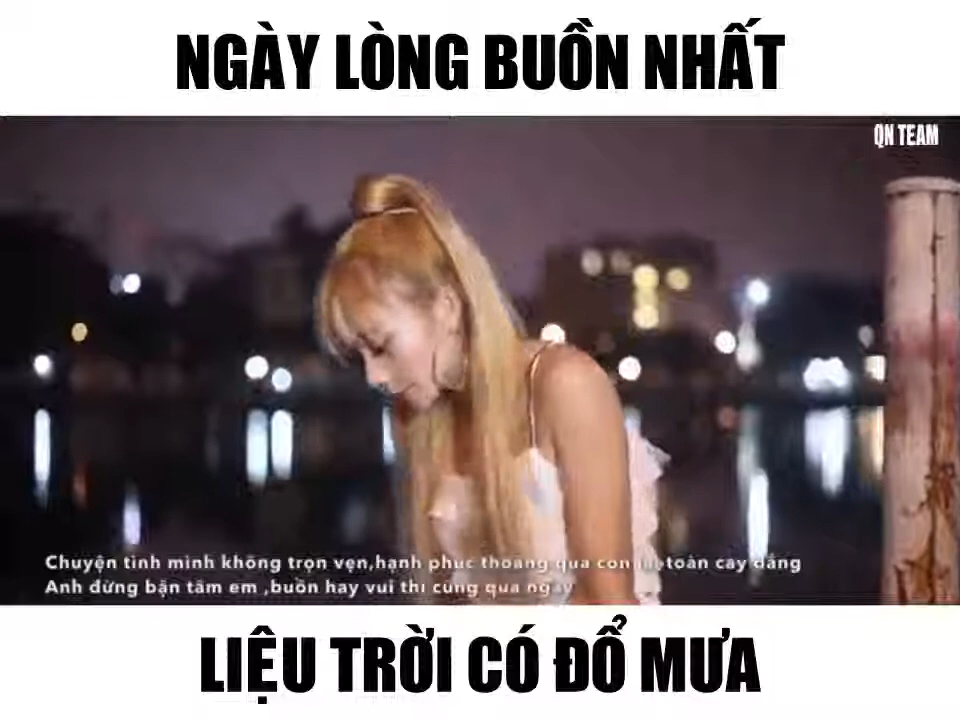 NGÀY LÒNG BUỒN NHẤT
QN TEAM
Chuyện tình mình không trọn vẹn,hạnh phúc thoáng qua còn toàn cay đắng
Anh đừng bận tâm em ,buồn hay vui thì cũng qua ngày
LIỆU TRỜI CÓ ĐỔ MƯA